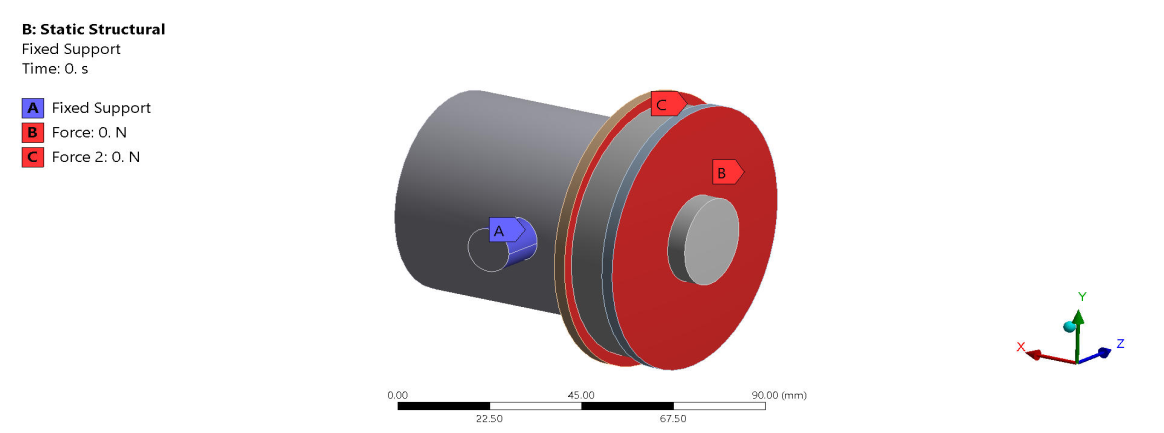 B: Static Structural
Fixed Support
Time: 0. s
A Fixed Support
B Force: 0. N
C Force 2: 0. N
C
B
A
Y
X
Z
0.00 45.00 90.00 (mm)
22.50 67.50